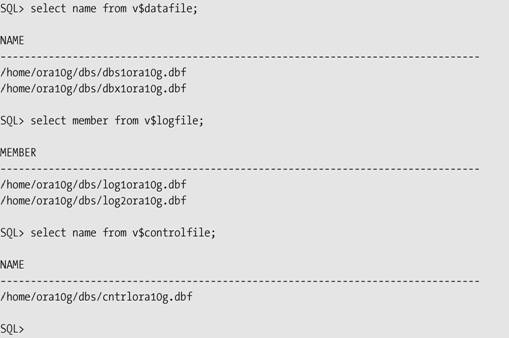 SQL> select name from v$datafile;
NAME
--------------------------------------------------------------------------------
/home/ora10g/dbs/dbs1ora10g.dbf
/home/ora10g/dbs/dbx1ora10g.dbf
SQL> select member from v$logfile;
MEMBER
--------------------------------------------------------------------------------
/home/ora10g/dbs/log1ora10g.dbf
/home/ora10g/dbs/log2ora10g.dbf
SQL> select name from v$controlfile;
NAME
--------------------------------------------------------------------------------
/home/ora10g/dbs/cntrlora10g.dbf
SQL>